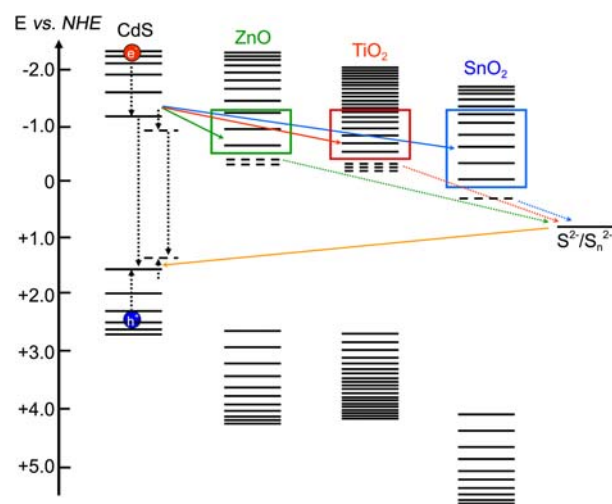 E vs. NHE
CdS
ZnO
TiO₂
SnO₂
e⁻
-2.0
-1.0
0
+1.0
+2.0
+3.0
+4.0
+5.0
h⁺
S²⁻/Sₙ²⁻